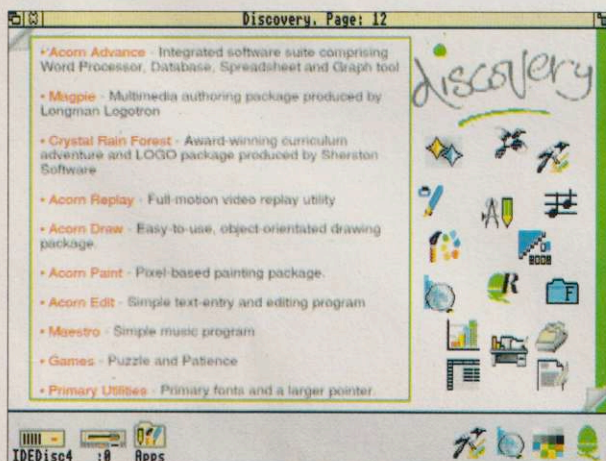 Discovery. Page: 12
• Acorn Advance - Integrated software suite comprising
Word Processor, Database, Spreadsheet and Graph tool
• Magpie - Multimedia authoring package produced by
Longman Logotron
• Crystal Rain Forest - Award-winning curriculum
adventure and LOGO package produced by Sherston
Software
• Acorn Replay - Full-motion video replay utility
• Acorn Draw - Easy-to-use, object-orientated drawing
package.
• Acorn Paint - Pixel-based painting package.
• Acorn Edit - Simple text-entry and editing program
• Maestro - Simple music program
• Games - Puzzle and Patience
• Primary Utilities - Primary fonts and a larger pointer.
discovery
A
R
F
IDEDisc4
:0
Apps